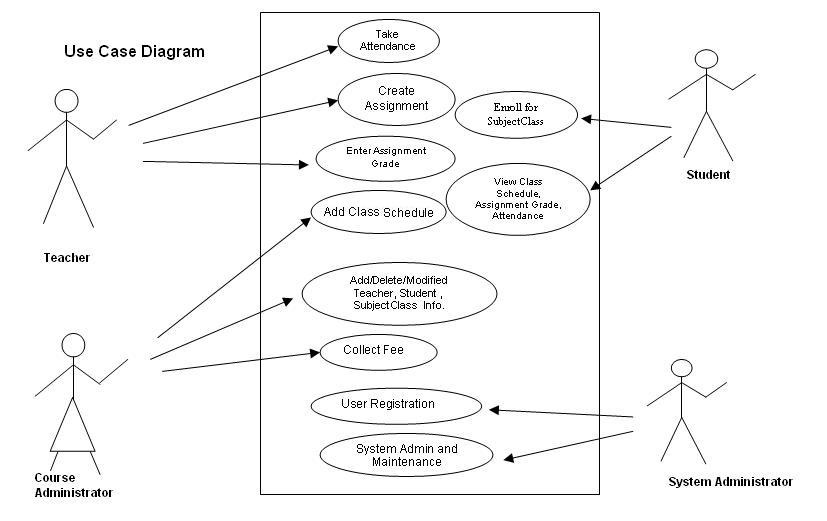 Use Case Diagram
Take
Attendance
Create
Assignment
Enroll for
SubjectClass
Enter Assignment
Grade
View Class
Schedule,
Assignment Grade,
Attendance
Student
Add Class Schedule
Teacher
Add/Delete/Modified
Teacher, Student ,
SubjectClass Info.
Collect Fee
User Registration
System Admin and
Maintenance
Course
Administrator
System Administrator